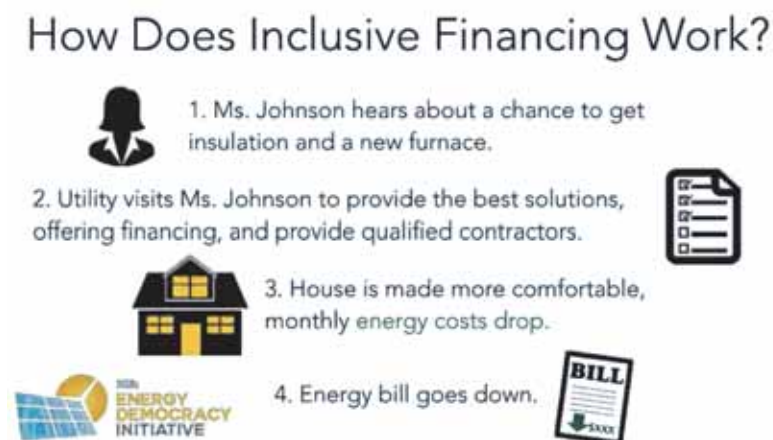 How Does Inclusive Financing Work?
1. Ms. Johnson hears about a chance to get
insulation and a new furnace.
2. Utility visits Ms. Johnson to provide the best solutions,
offering financing, and provide qualified contractors.
3. House is made more comfortable,
monthly energy costs drop.
4. Energy bill goes down.
BILL
$XXX
ENERGY
DEMOCRACY
INITIATIVE